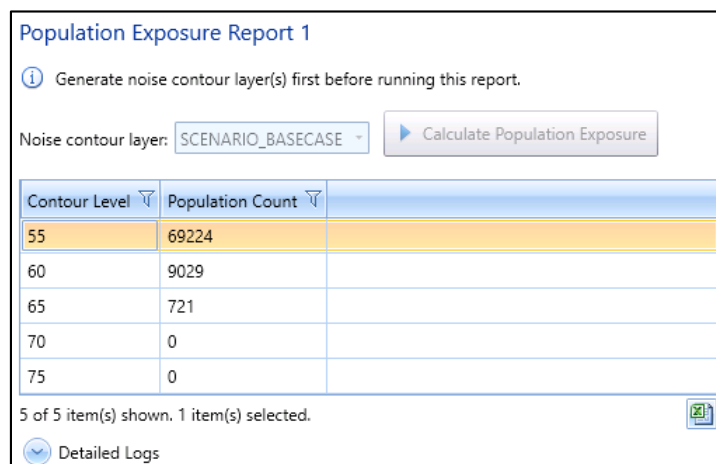 Population Exposure Report 1
Generate noise contour layer(s) first before running this report.
Noise contour layer: SCENARIO_BASECASE Calculate Population Exposure
Contour Level Population Count
55 69224
60 9029
65 721
70 0
75 0
5 of 5 item(s) shown. 1 item(s) selected.
Detailed Logs